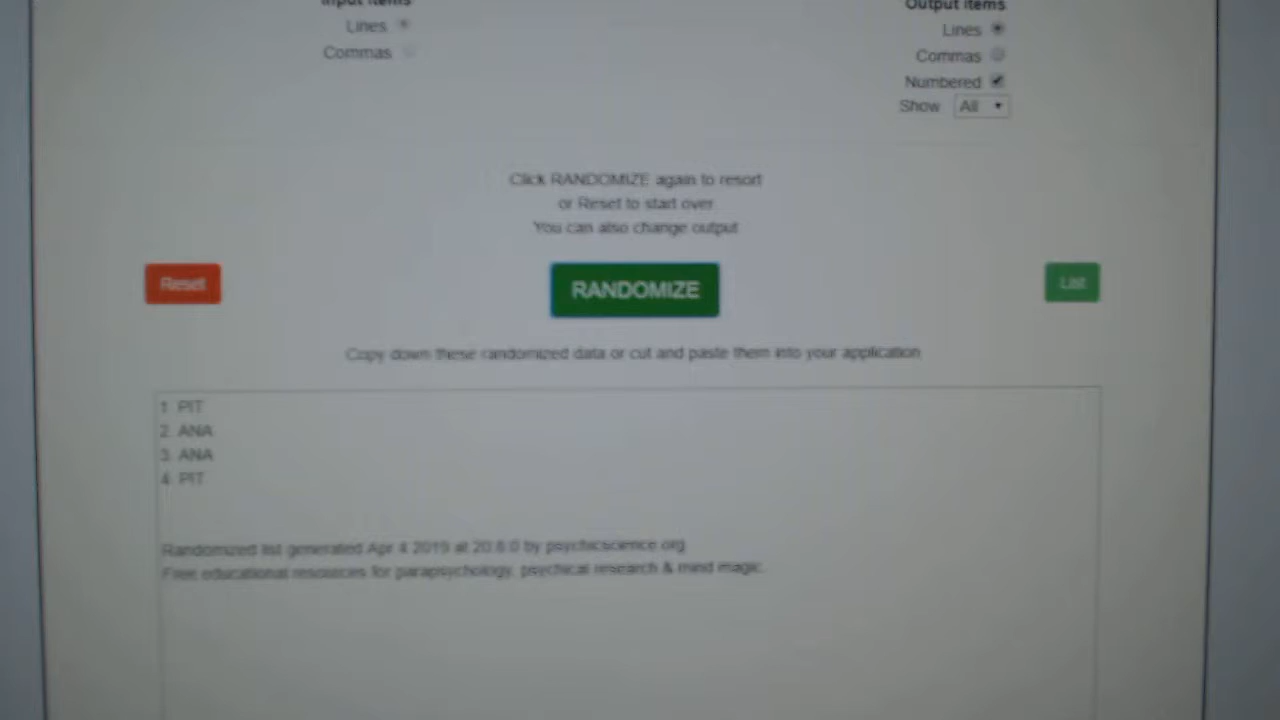 Input items
Output items
Lines
Lines
Commas
Commas
Numbered
Show All
Click RANDOMIZE again to resort
or Reset to start over
You can also change output
Reset
RANDOMIZE
List
Copy down these randomized data or cut and paste them into your application
1. PIT
2. ANA
3. ANA
4. PIT
Randomized list generated Apr 4 2019 at 20:6:0 by psychicscience.org
Free educational resources for parapsychology, psychical research & mind magic.